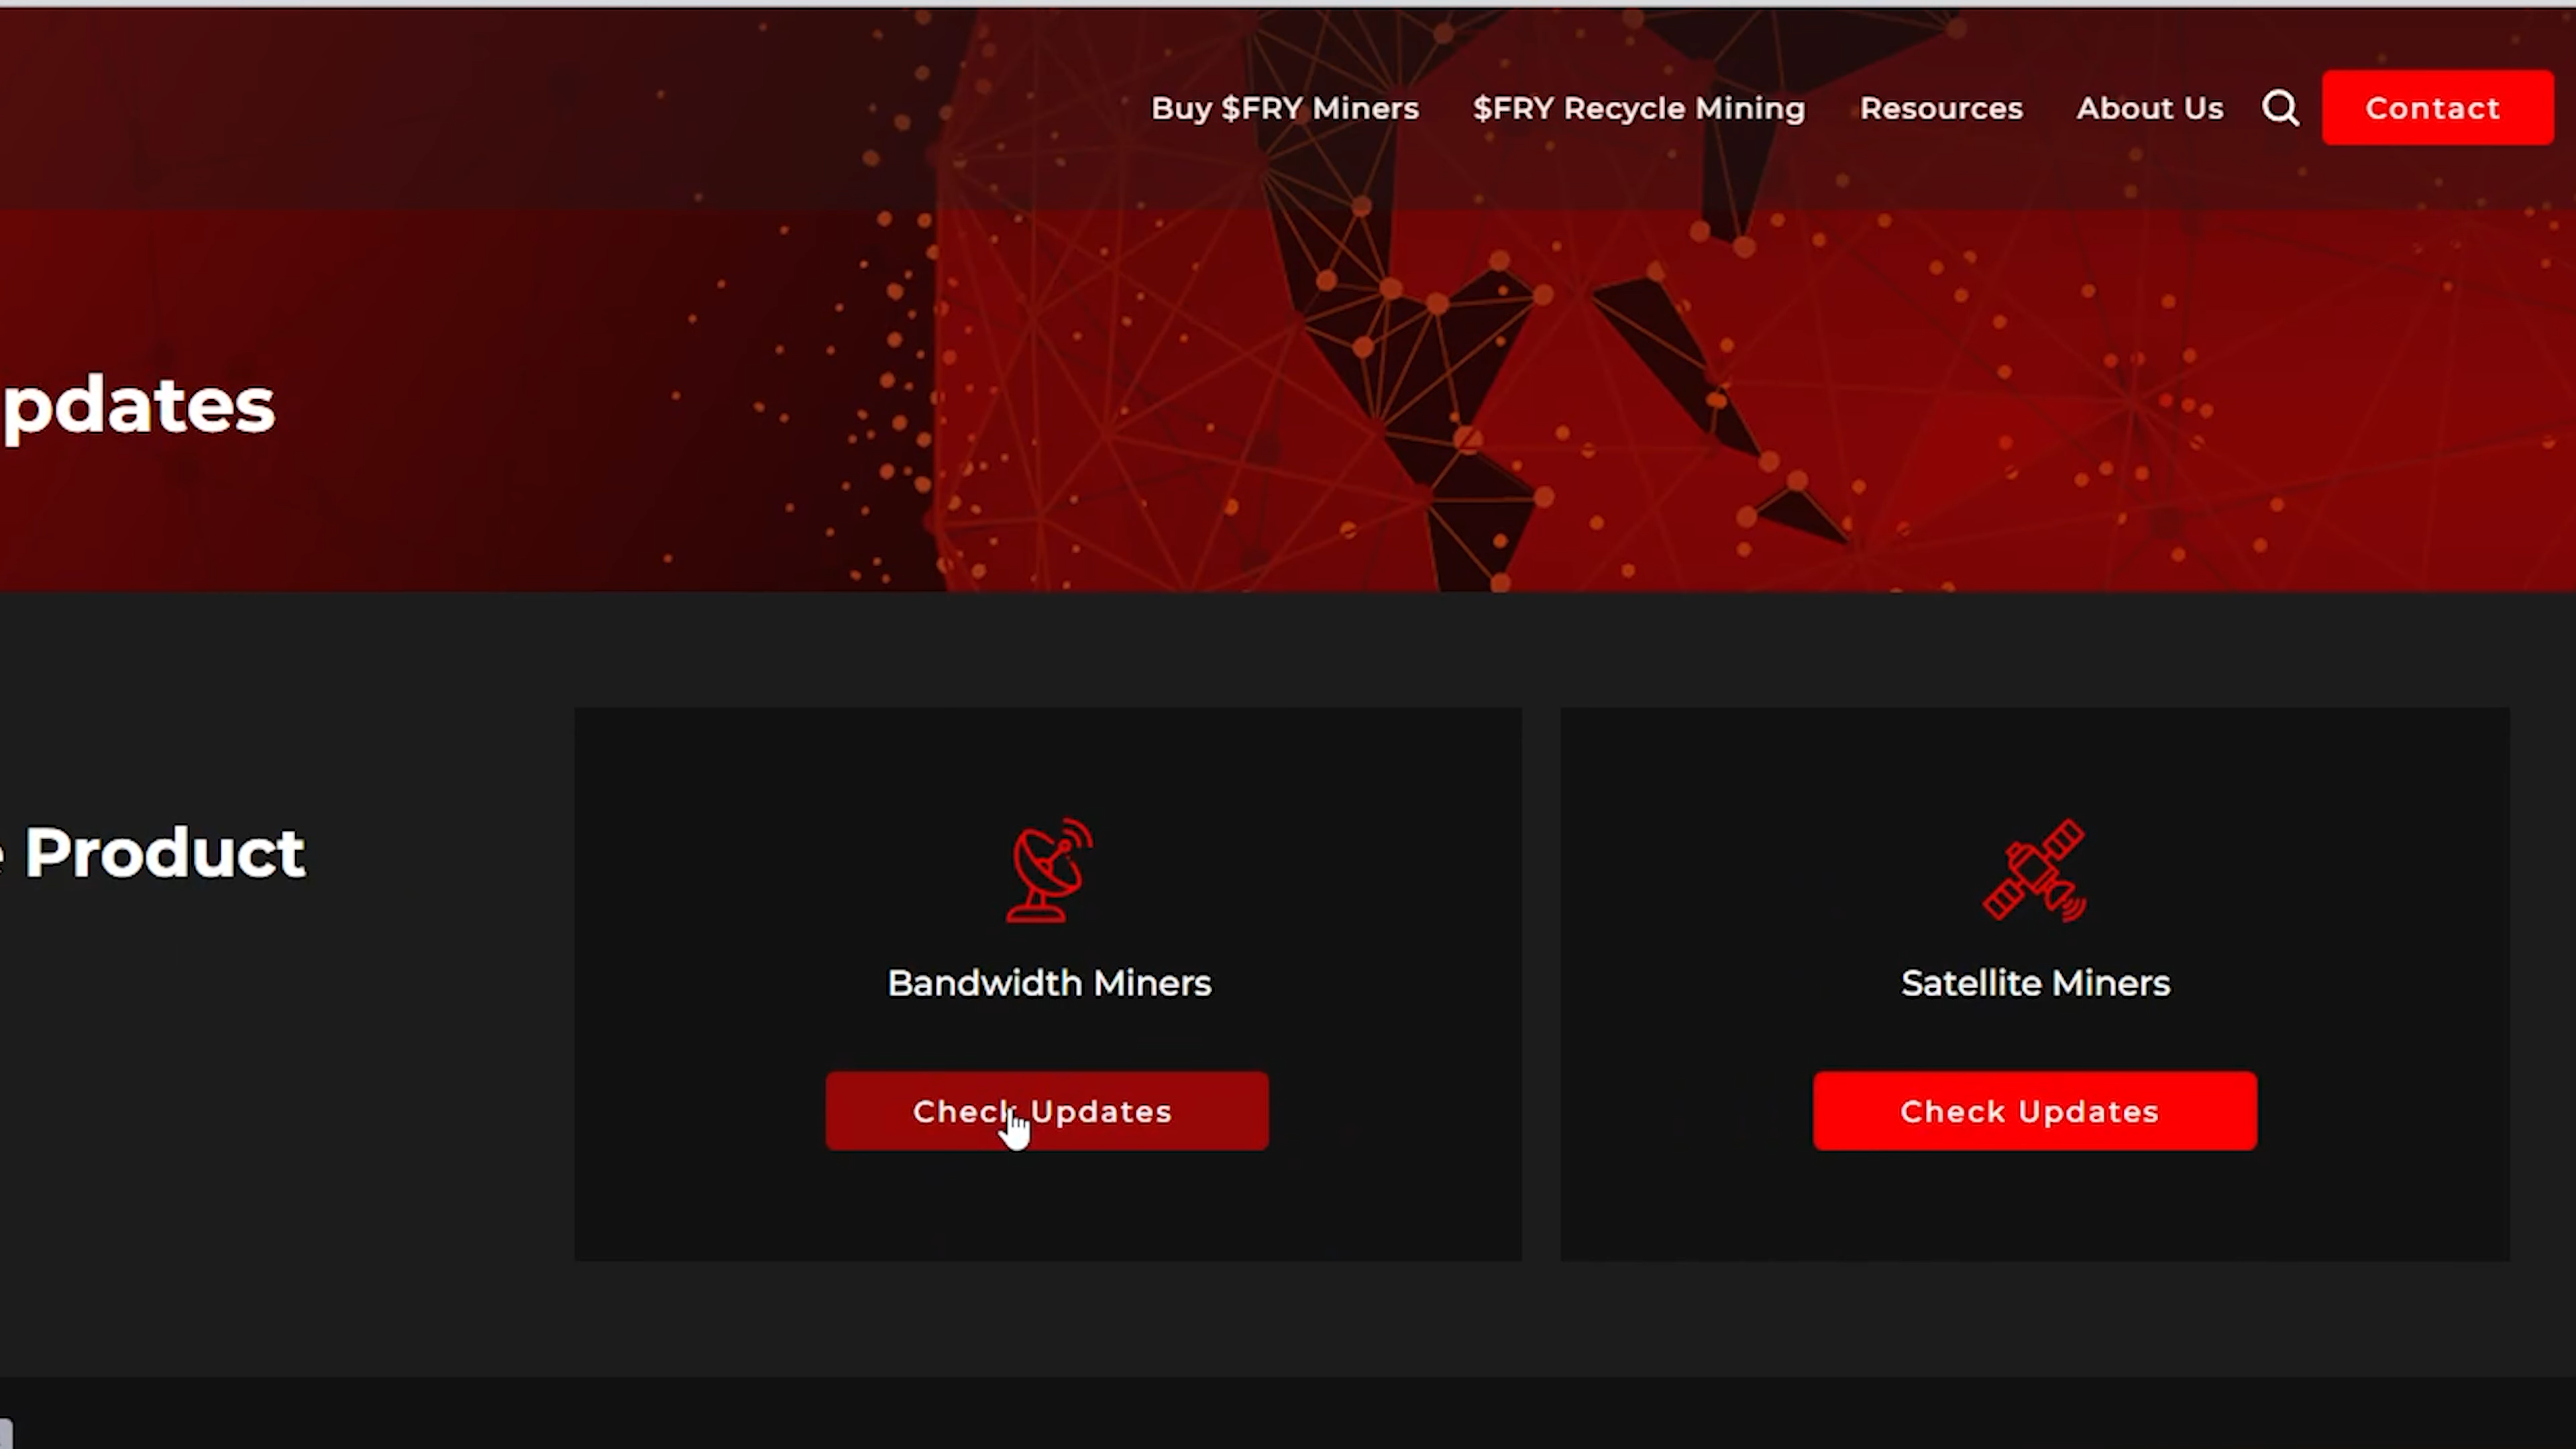 Buy $FRY Miners $FRY Recycle Mining Resources About Us Contact
pdates
Product
Bandwidth Miners
Satellite Miners
Check Updates
Check Updates